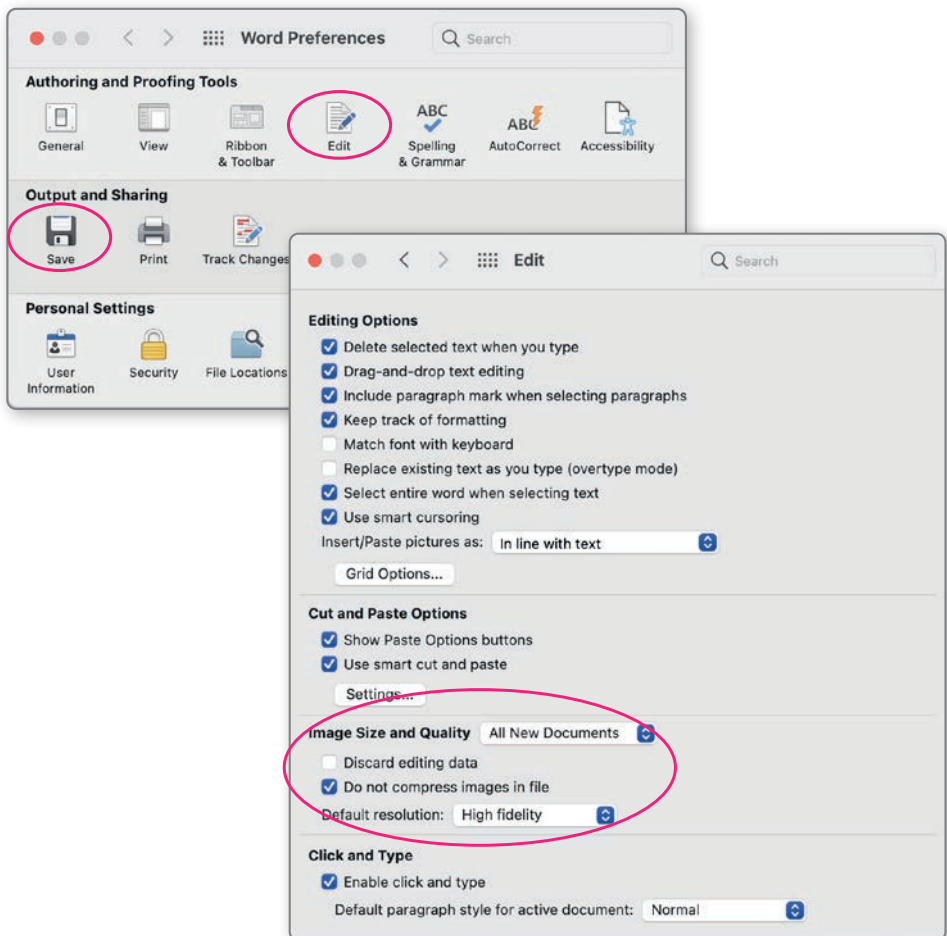 Word Preferences
Search
Authoring and Proofing Tools
General
View
Ribbon
& Toolbar
Edit
ABC
Spelling
& Grammar
ABC
AutoCorrect
Accessibility
Output and Sharing
Save
Print
Track Changes
Personal Settings
User
Information
Security
File Locations
Edit
Search
Editing Options
Delete selected text when you type
Drag-and-drop text editing
Include paragraph mark when selecting paragraphs
Keep track of formatting
Match font with keyboard
Replace existing text as you type (overtype mode)
Select entire word when selecting text
Use smart cursoring
Insert/Paste pictures as: In line with text
Grid Options...
Cut and Paste Options
Show Paste Options buttons
Use smart cut and paste
Settings...
Image Size and Quality All New Documents
Discard editing data
Do not compress images in file
Default resolution: High fidelity
Click and Type
Enable click and type
Default paragraph style for active document: Normal